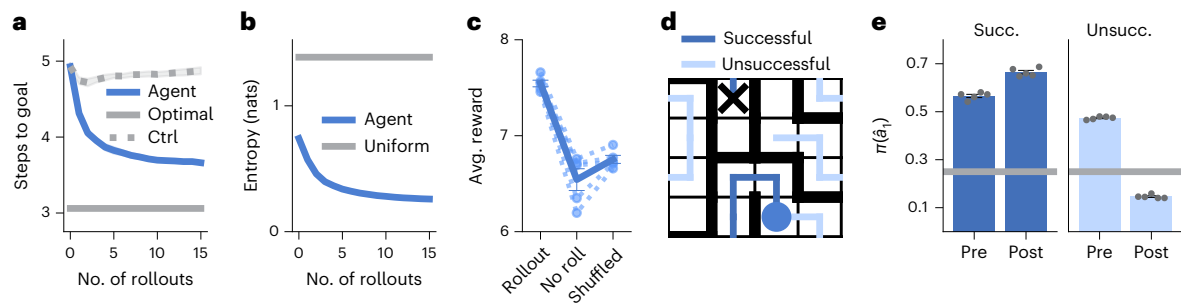 a
5
4
3
Steps to goal
Agent
Optimal
Ctrl
0
5
10
15
No. of rollouts
b
1
0
Entropy (nats)
Agent
Uniform
0
5
10
15
No. of rollouts
c
8
7
6
Avg. reward
Rollout
No roll
Shuffled
d
Successful
Unsuccessful
e
Succ.
Unsucc.
0.7
0.5
0.3
0.1
π(â₁)
Pre
Post
Pre
Post